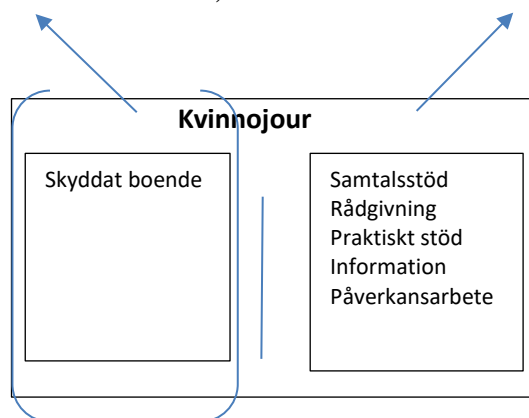 Kvinnojour
Skyddat boende
Samtalsstöd
Rådgivning
Praktiskt stöd
Information
Påverkansarbete